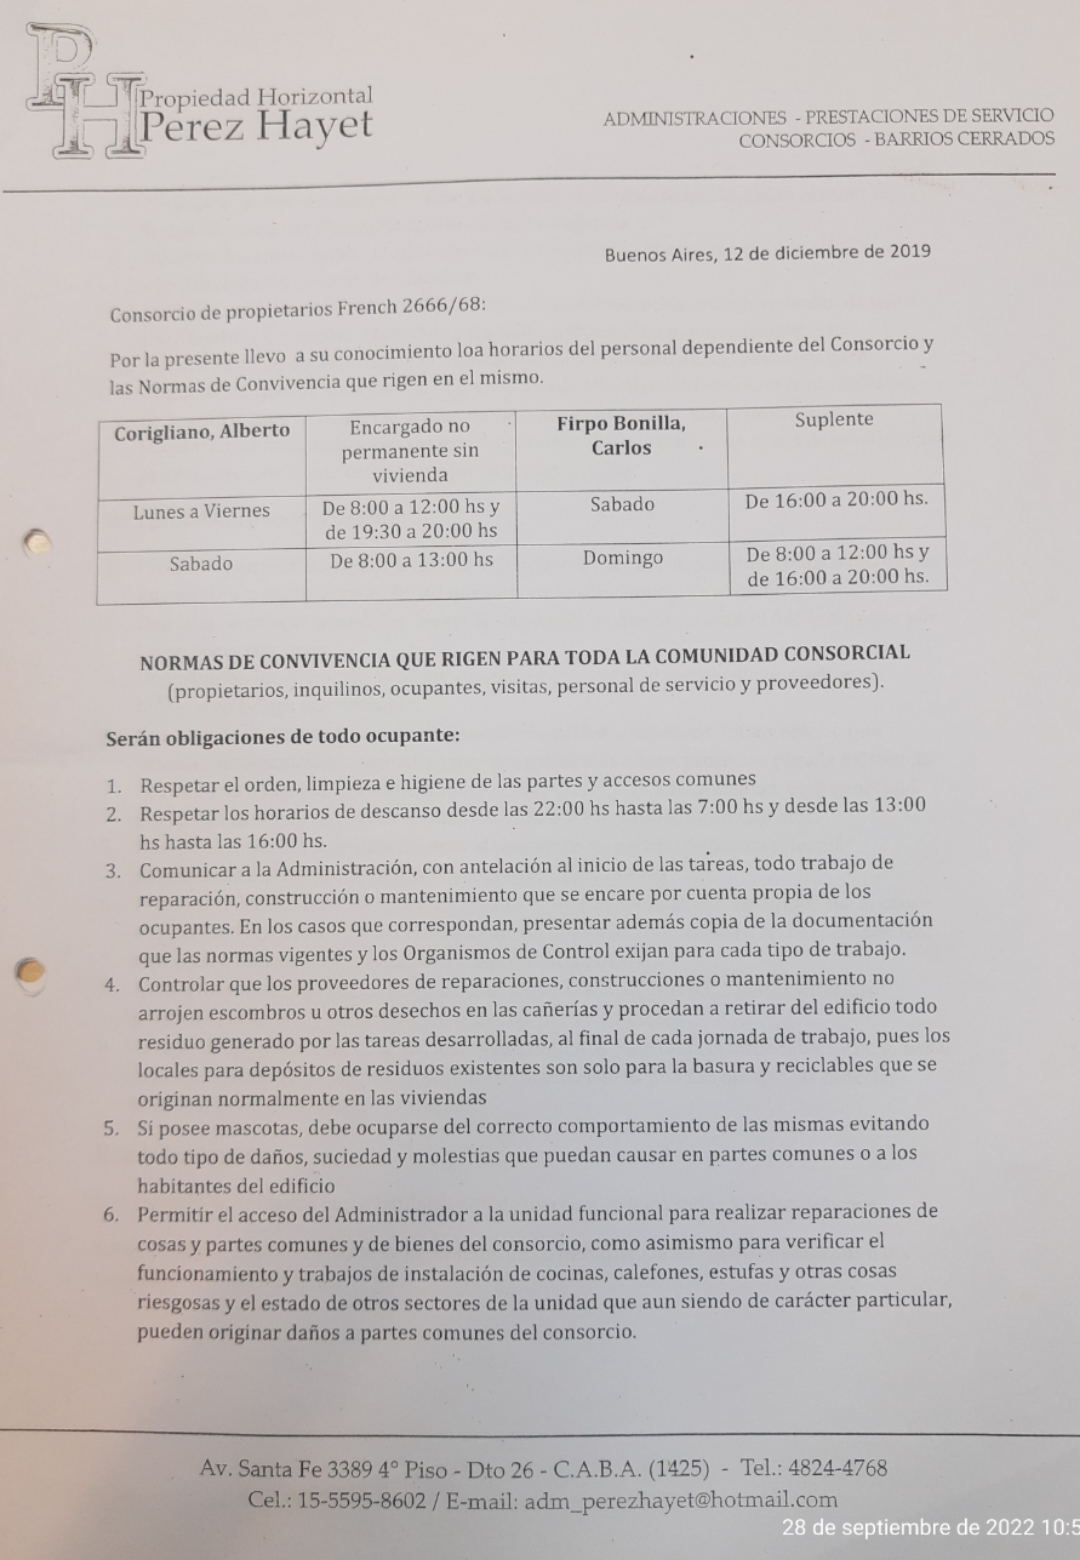 PH
Propiedad Horizontal
Perez Hayet
ADMINISTRACIONES - PRESTACIONES DE SERVICIO
CONSORCIOS - BARRIOS CERRADOS
Buenos Aires, 12 de diciembre de 2019
Consorcio de propietarios French 2666/68:
Por la presente llevo a su conocimiento loa horarios del personal dependiente del Consorcio y
las Normas de Convivencia que rigen en el mismo.
Corigliano, Alberto
Encargado no
permanente sin
vivienda
Firpo Bonilla,
Carlos
Suplente
Lunes a Viernes
De 8:00 a 12:00 hs y
de 19:30 a 20:00 hs
Sabado
De 16:00 a 20:00 hs.
Sabado
De 8:00 a 13:00 hs
Domingo
De 8:00 a 12:00 hs y
de 16:00 a 20:00 hs.
NORMAS DE CONVIVENCIA QUE RIGEN PARA TODA LA COMUNIDAD CONSORCIAL
(propietarios, inquilinos, ocupantes, visitas, personal de servicio y proveedores).
Serán obligaciones de todo ocupante:
1. Respetar el orden, limpieza e higiene de las partes y accesos comunes
2. Respetar los horarios de descanso desde las 22:00 hs hasta las 7:00 hs y desde las 13:00
hs hasta las 16:00 hs.
3. Comunicar a la Administración, con antelación al inicio de las tareas, todo trabajo de
reparación, construcción o mantenimiento que se encare por cuenta propia de los
ocupantes. En los casos que correspondan, presentar además copia de la documentación
que las normas vigentes y los Organismos de Control exijan para cada tipo de trabajo.
4. Controlar que los proveedores de reparaciones, construcciones o mantenimiento no
arrojen escombros u otros desechos en las cañerías y procedan a retirar del edificio todo
residuo generado por las tareas desarrolladas, al final de cada jornada de trabajo, pues los
locales para depósitos de residuos existentes son solo para la basura y reciclables que se
originan normalmente en las viviendas
5. Si posee mascotas, debe ocuparse del correcto comportamiento de las mismas evitando
todo tipo de daños, suciedad y molestias que puedan causar en partes comunes o a los
habitantes del edificio
6. Permitir el acceso del Administrador a la unidad funcional para realizar reparaciones de
cosas y partes comunes y de bienes del consorcio, como asimismo para verificar el
funcionamiento y trabajos de instalación de cocinas, calefones, estufas y otras cosas
riesgosas y el estado de otros sectores de la unidad que aun siendo de carácter particular,
pueden originar daños a partes comunes del consorcio.
Av. Santa Fe 3389 4° Piso - Dto 26 - C.A.B.A. (1425) - Tel.: 4824-4768
Cel.: 15-5595-8602 / E-mail: adm_perezhayet@hotmail.com
28 de septiembre de 2022 10:5